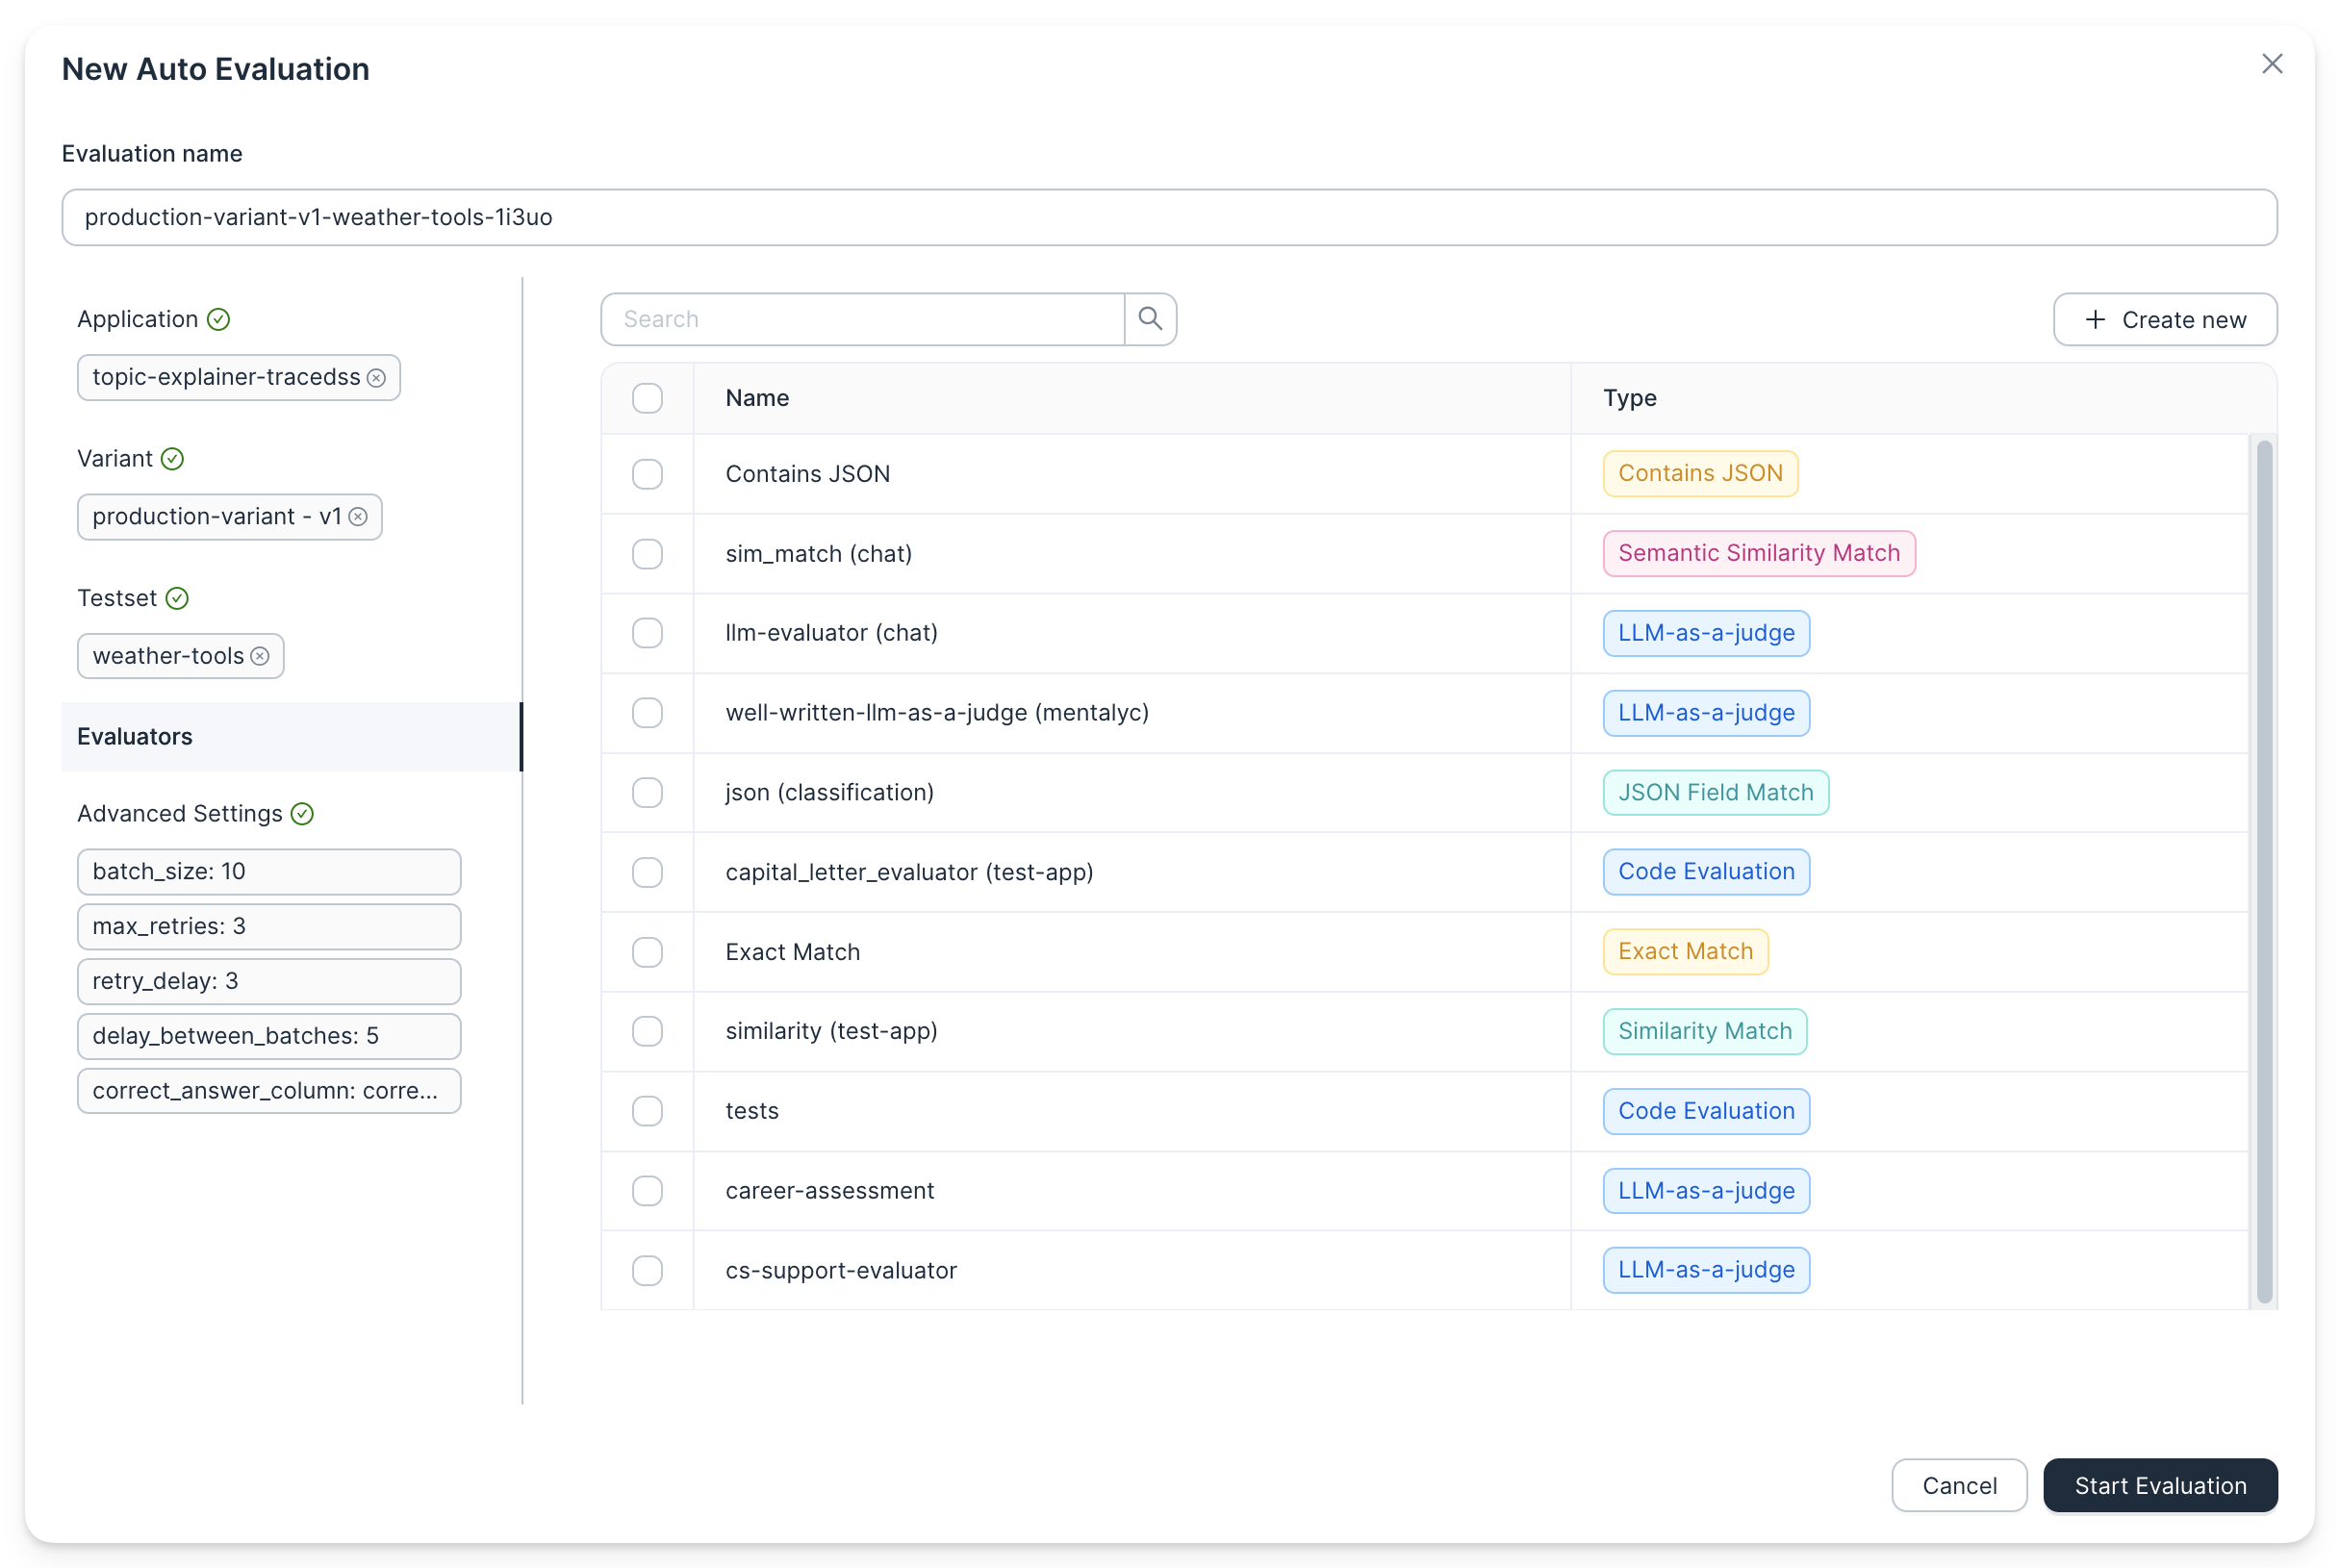 New Auto Evaluation
Evaluation name
production-variant-v1-weather-tools-1i3uo
Application
topic-explainer-tracedss
Variant
production-variant - v1
Testset
weather-tools
Evaluators
Advanced Settings
batch_size: 10
max_retries: 3
retry_delay: 3
delay_between_batches: 5
correct_answer_column: corre...
Search
Create new
Name Type
Contains JSON Contains JSON
sim_match (chat) Semantic Similarity Match
llm-evaluator (chat) LLM-as-a-judge
well-written-llm-as-a-judge (mentalyc) LLM-as-a-judge
json (classification) JSON Field Match
capital_letter_evaluator (test-app) Code Evaluation
Exact Match Exact Match
similarity (test-app) Similarity Match
tests Code Evaluation
career-assessment LLM-as-a-judge
cs-support-evaluator LLM-as-a-judge
Cancel Start Evaluation